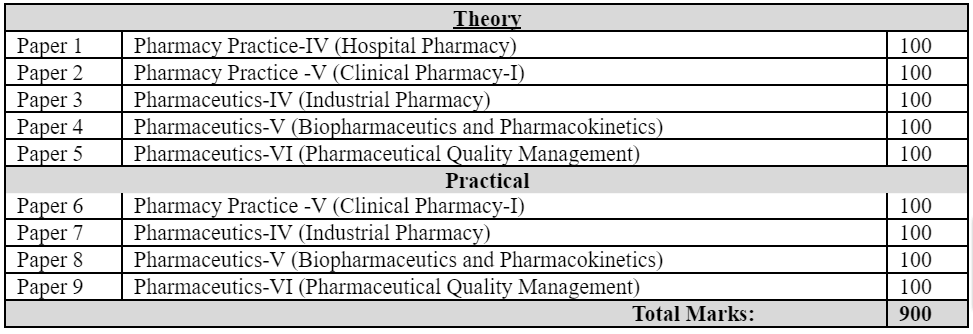 Theory
Paper 1 Pharmacy Practice-IV (Hospital Pharmacy) 100
Paper 2 Pharmacy Practice -V (Clinical Pharmacy-I) 100
Paper 3 Pharmaceutics-IV (Industrial Pharmacy) 100
Paper 4 Pharmaceutics-V (Biopharmaceutics and Pharmacokinetics) 100
Paper 5 Pharmaceutics-VI (Pharmaceutical Quality Management) 100
Practical
Paper 6 Pharmacy Practice -V (Clinical Pharmacy-I) 100
Paper 7 Pharmaceutics-IV (Industrial Pharmacy) 100
Paper 8 Pharmaceutics-V (Biopharmaceutics and Pharmacokinetics) 100
Paper 9 Pharmaceutics-VI (Pharmaceutical Quality Management) 100
Total Marks: 900